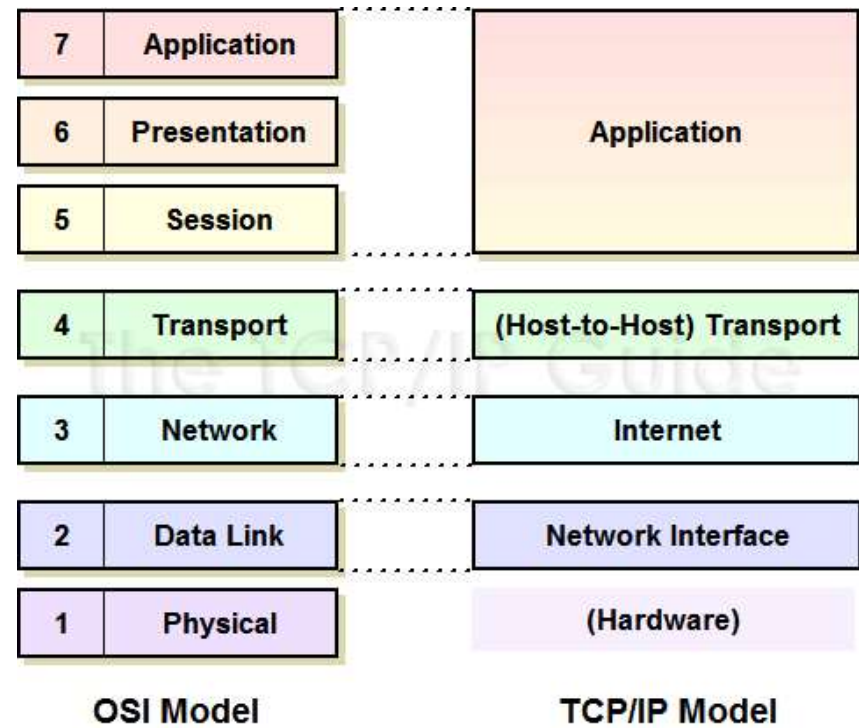 7 Application
6 Presentation
5 Session
Application
4 Transport
(Host-to-Host) Transport
The TCP/IP Guide
3 Network
Internet
2 Data Link
Network Interface
1 Physical
(Hardware)
OSI Model
TCP/IP Model